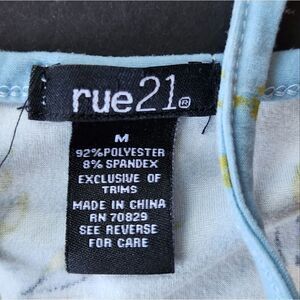 rue21®
M
92% POLYESTER
8% SPANDEX
EXCLUSIVE OF
TRIMS
MADE IN CHINA
RN 70829
SEE REVERSE
FOR CARE